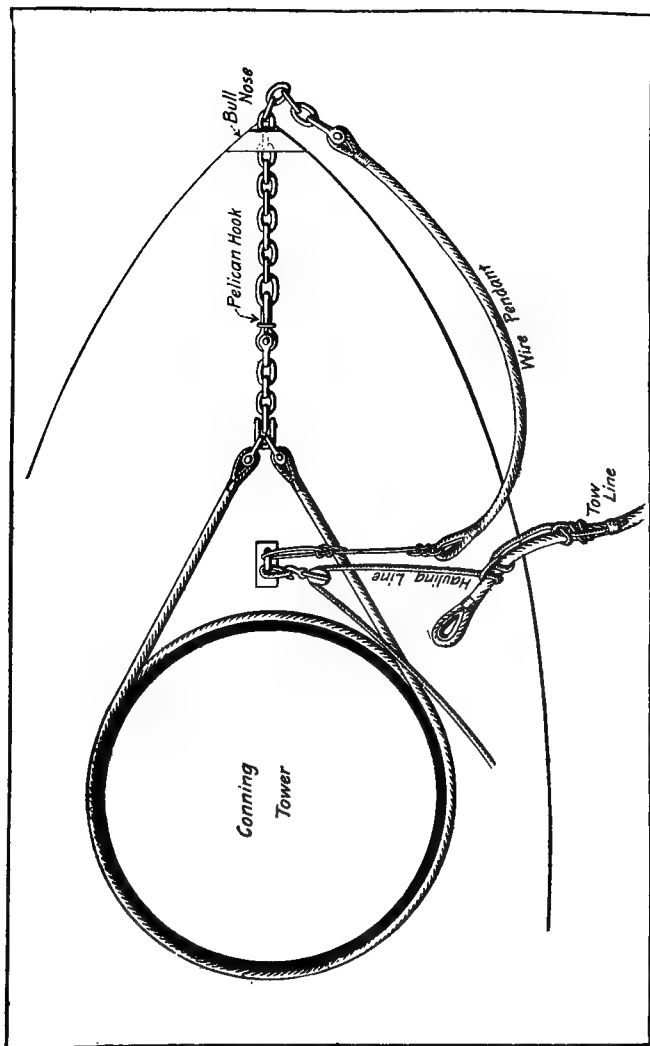 Bull
Nose
Pelican Hook
Wire Pendant
Tow
Line
Hauling Line
Conning
Tower